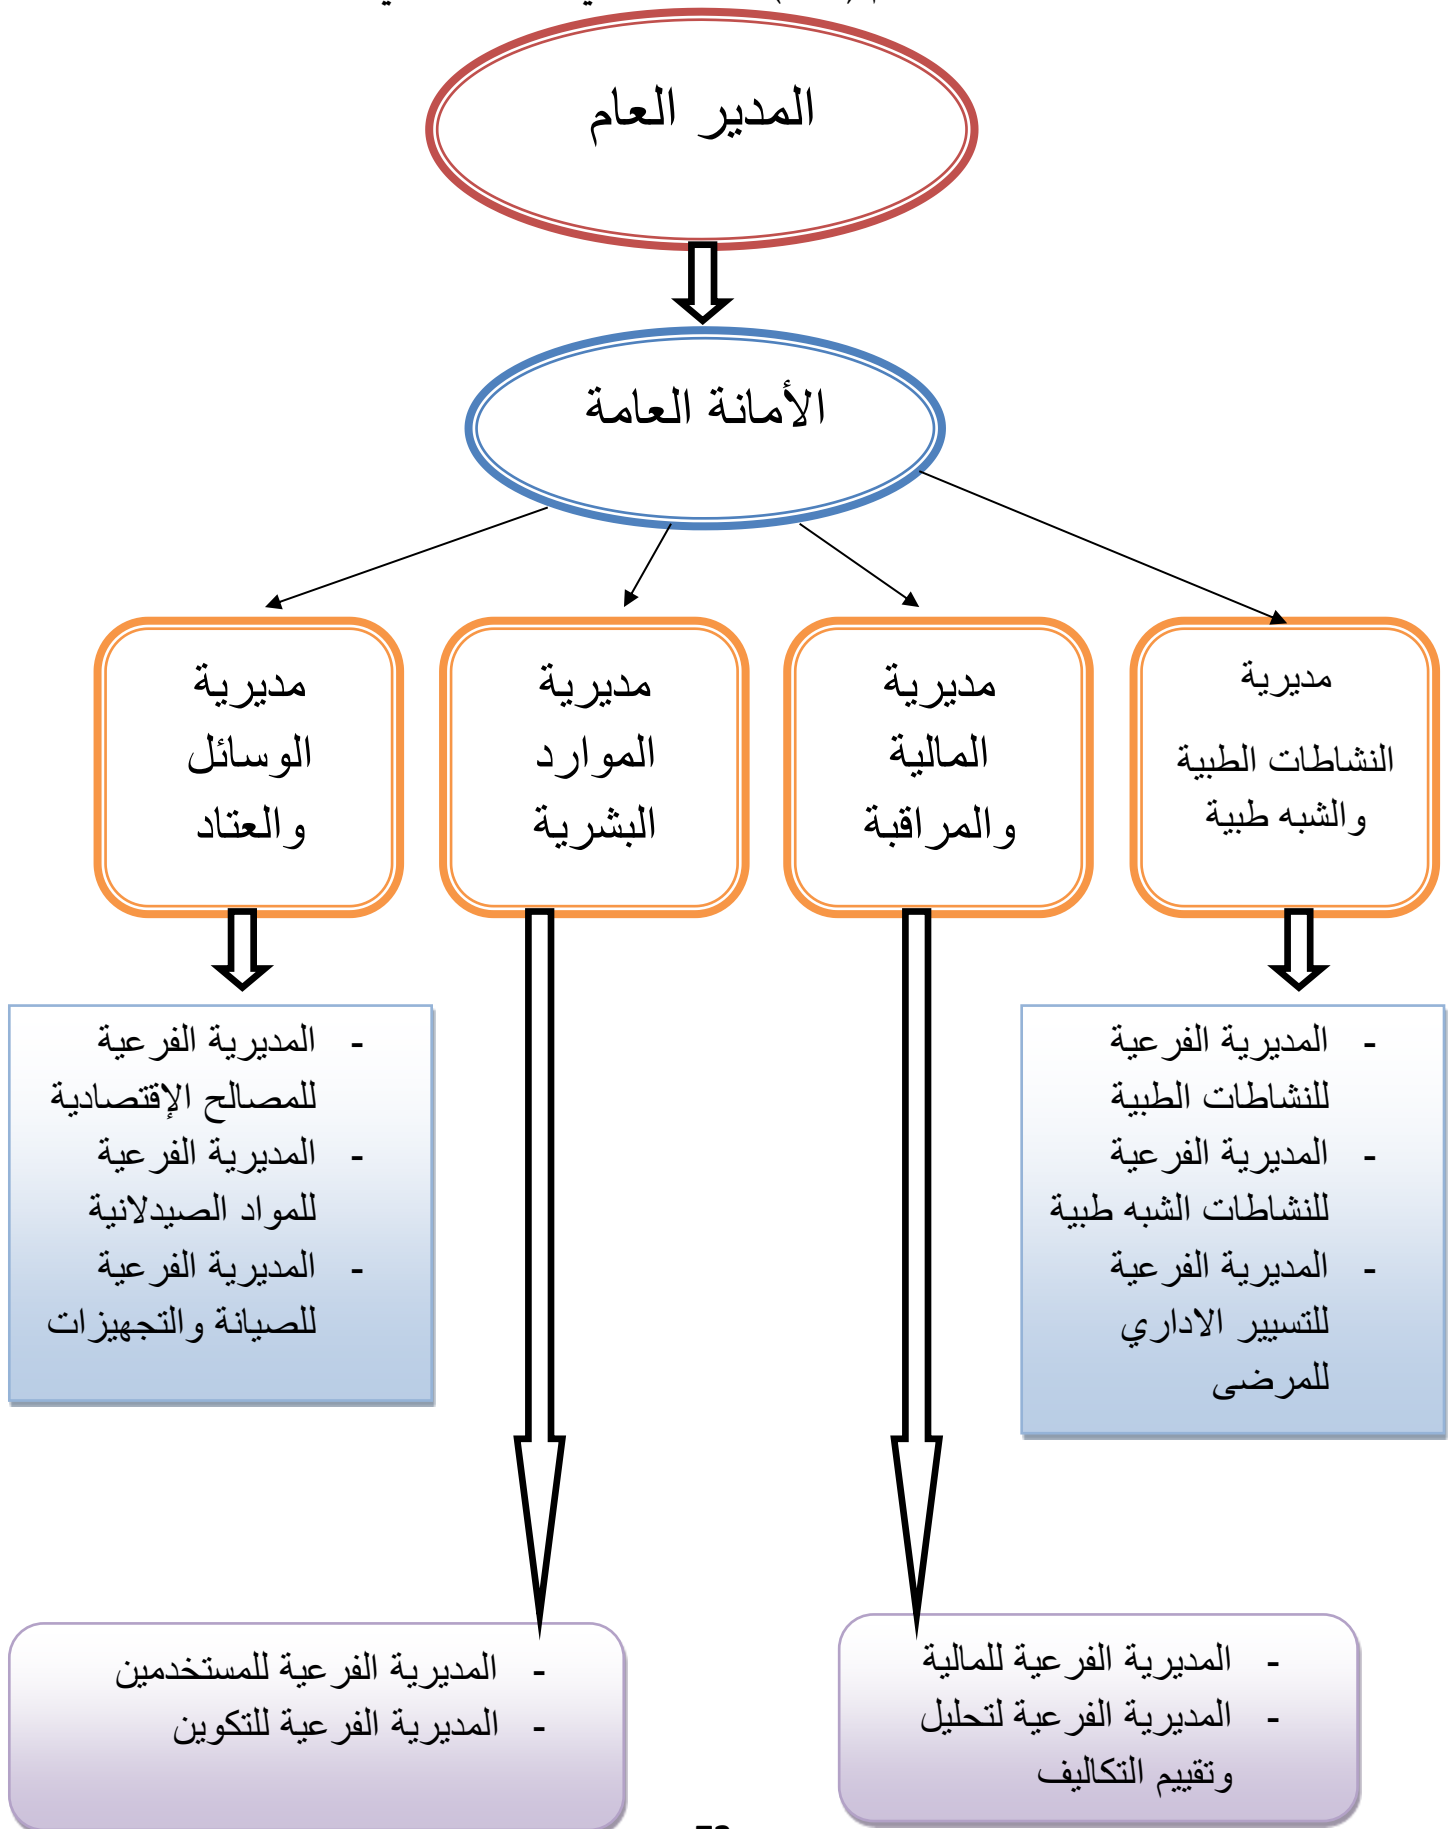 المدير العام
الأمانة العامة
مديرية
النشاطات الطبية
والشبه طبية
مديرية
المالية
والمراقبة
مديرية
الموارد
البشرية
مديرية
الوسائل
والعتاد
- المديرية الفرعية
للنشاطات الطبية
- المديرية الفرعية
للنشاطات الشبه طبية
- المديرية الفرعية
للتسيير الاداري
للمرضى
- المديرية الفرعية
للمصالح الإقتصادية
- المديرية الفرعية
للمواد الصيدلانية
- المديرية الفرعية
للصيانة والتجهيزات
- المديرية الفرعية للمالية
- المديرية الفرعية لتحليل
وتقييم التكاليف
- المديرية الفرعية للمستخدمين
- المديرية الفرعية للتكوين